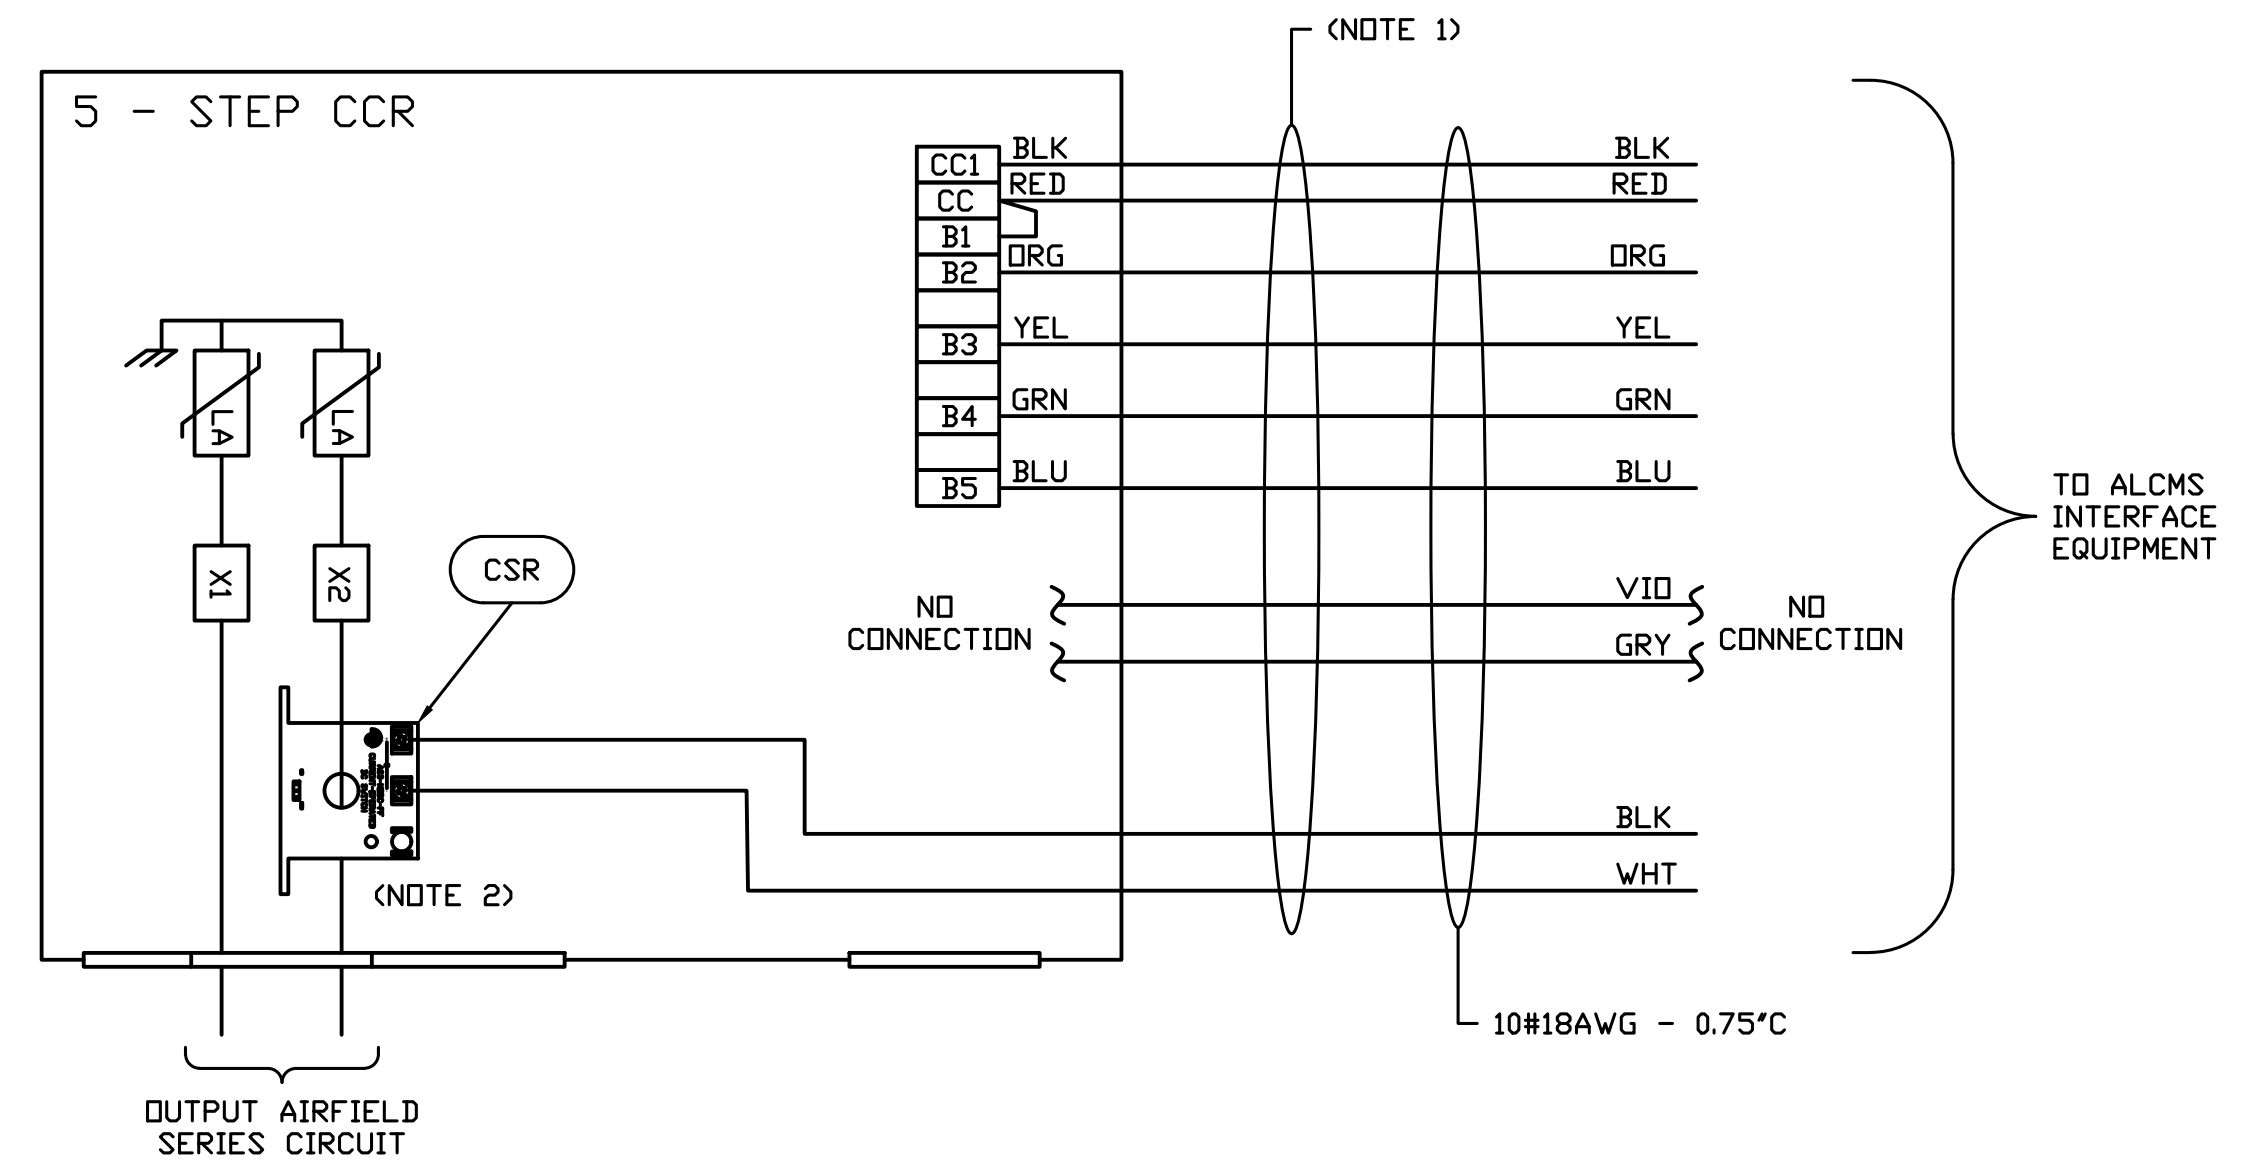 (NOTE 1)
5 - STEP CCR
CC1 BLK BLK
CC RED RED
B1
B2 ORG ORG
B3 YEL YEL
B4 GRN GRN
B5 BLU BLU
LA LA
X1 X2
CSR
TO ALCMS
INTERFACE
EQUIPMENT
NO
CONNECTION
VIO
GRY
NO
CONNECTION
BLK
WHT
(NOTE 2)
10#18AWG - 0.75"C
OUTPUT AIRFIELD
SERIES CIRCUIT